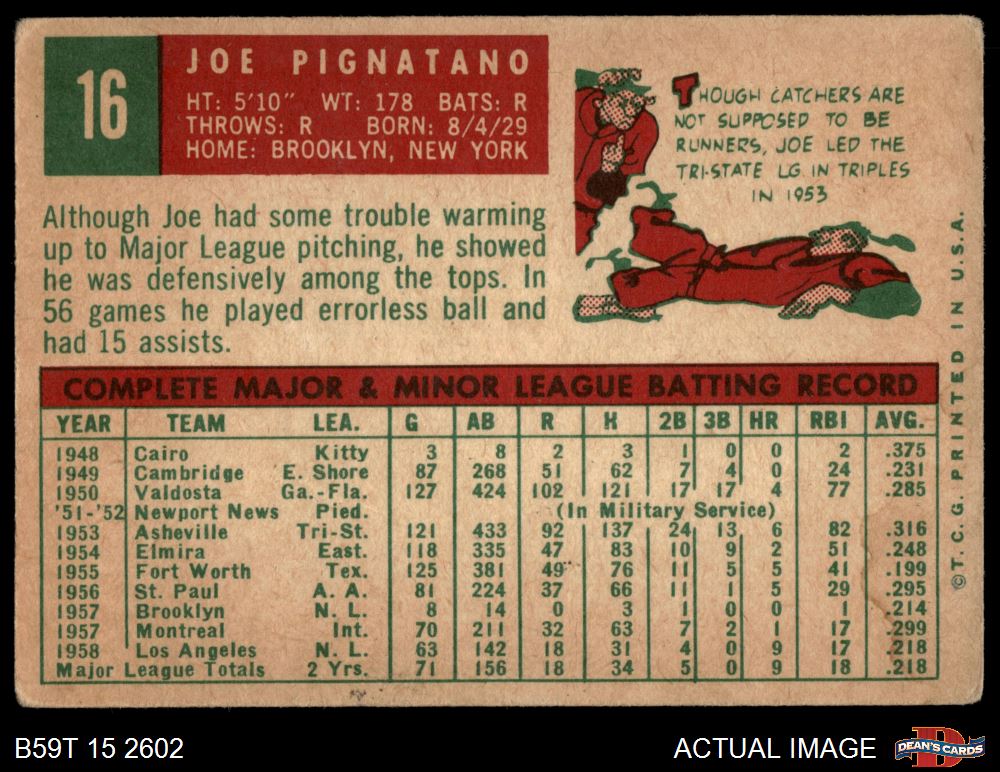 16
JOE PIGNATANO
HT: 5'10" WT: 178 BATS: R
THROWS: R BORN: 8/4/29
HOME: BROOKLYN, NEW YORK
THOUGH CATCHERS ARE
NOT SUPPOSED TO BE
RUNNERS, JOE LED THE
TRI-STATE LG. IN TRIPLES
IN 1953
Although Joe had some trouble warming
up to Major League pitching, he showed
he was defensively among the tops. In
56 games he played errorless ball and
had 15 assists.
COMPLETE MAJOR & MINOR LEAGUE BATTING RECORD
YEAR TEAM LEA. G AB R H 2B 3B HR RBI AVG.
1948 Cairo Kitty 3 8 2 3 1 0 0 2 .375
1949 Cambridge E. Shore 87 268 51 62 7 4 0 24 .231
1950 Valdosta Ga.-Fla. 127 424 102 121 17 17 4 77 .285
'51-'52 Newport News Pied. (In Military Service)
1953 Asheville Tri-St. 121 433 92 137 24 13 6 82 .316
1954 Elmira East. 118 335 47 83 10 9 2 51 .248
1955 Fort Worth Tex. 125 381 49 76 11 5 5 41 .199
1956 St. Paul A. A. 81 224 37 66 11 1 5 29 .295
1957 Brooklyn N. L. 8 14 0 3 1 0 0 1 .214
1957 Montreal Int. 70 211 32 63 7 2 1 17 .299
1958 Los Angeles N. L. 63 142 18 31 4 0 9 17 .218
Major League Totals 2 Yrs. 71 156 18 34 5 0 9 18 .218
©T. C. G. PRINTED IN U.S.A.
B59T 15 2602
ACTUAL IMAGE
DEAN'S CARDS